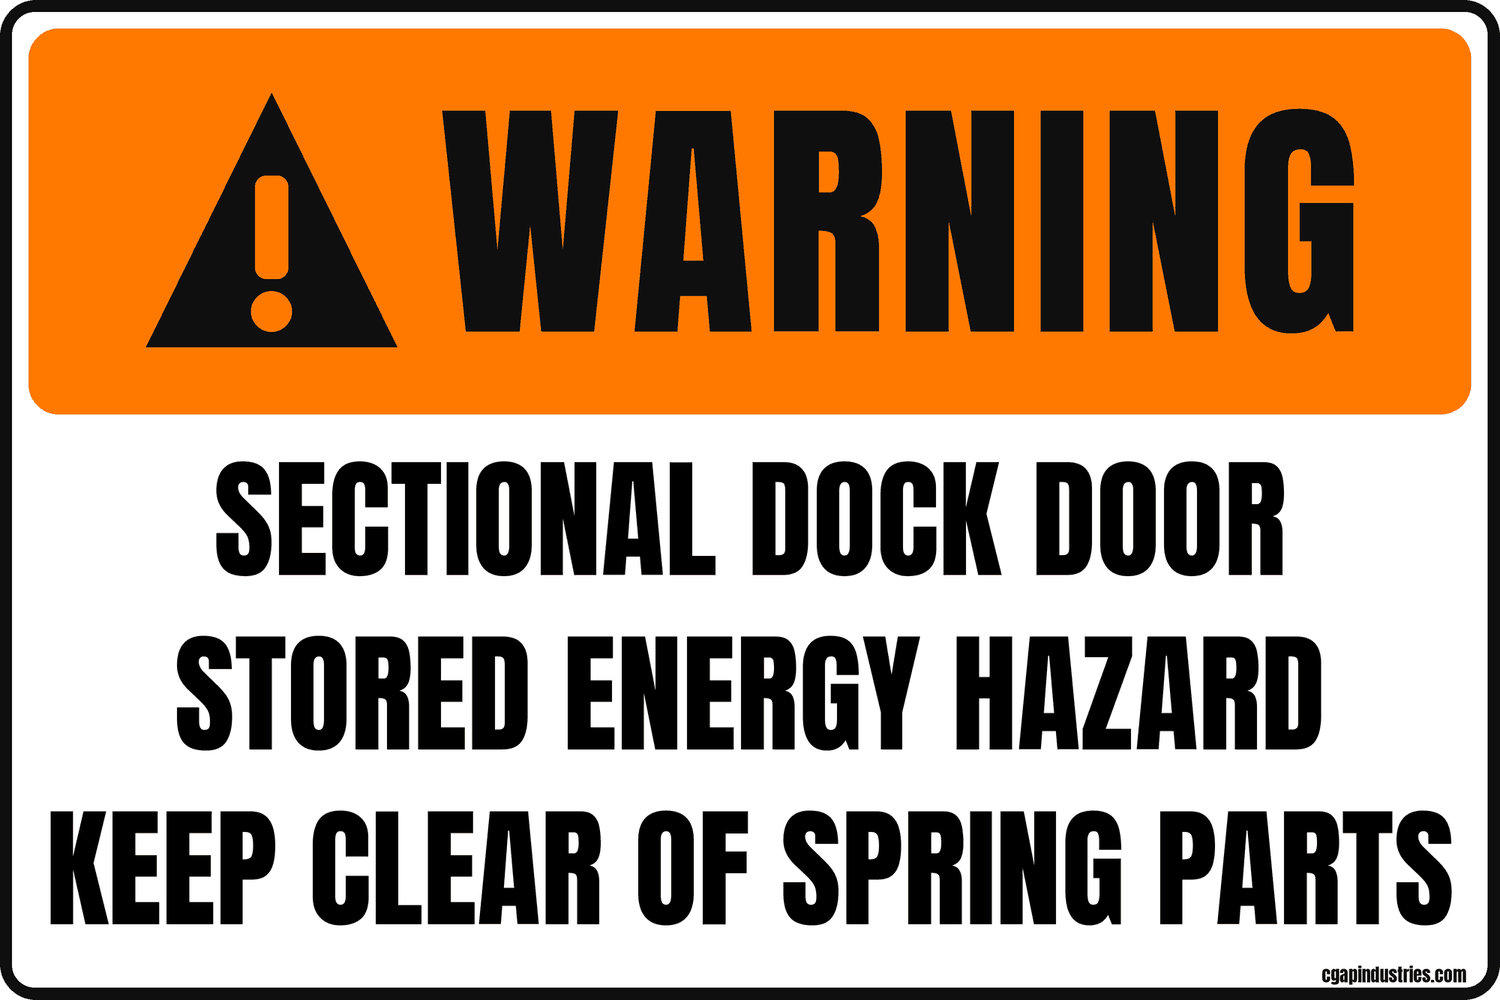 WARNING
SECTIONAL DOCK DOOR
STORED ENERGY HAZARD
KEEP CLEAR OF SPRING PARTS
cgapindustries.com